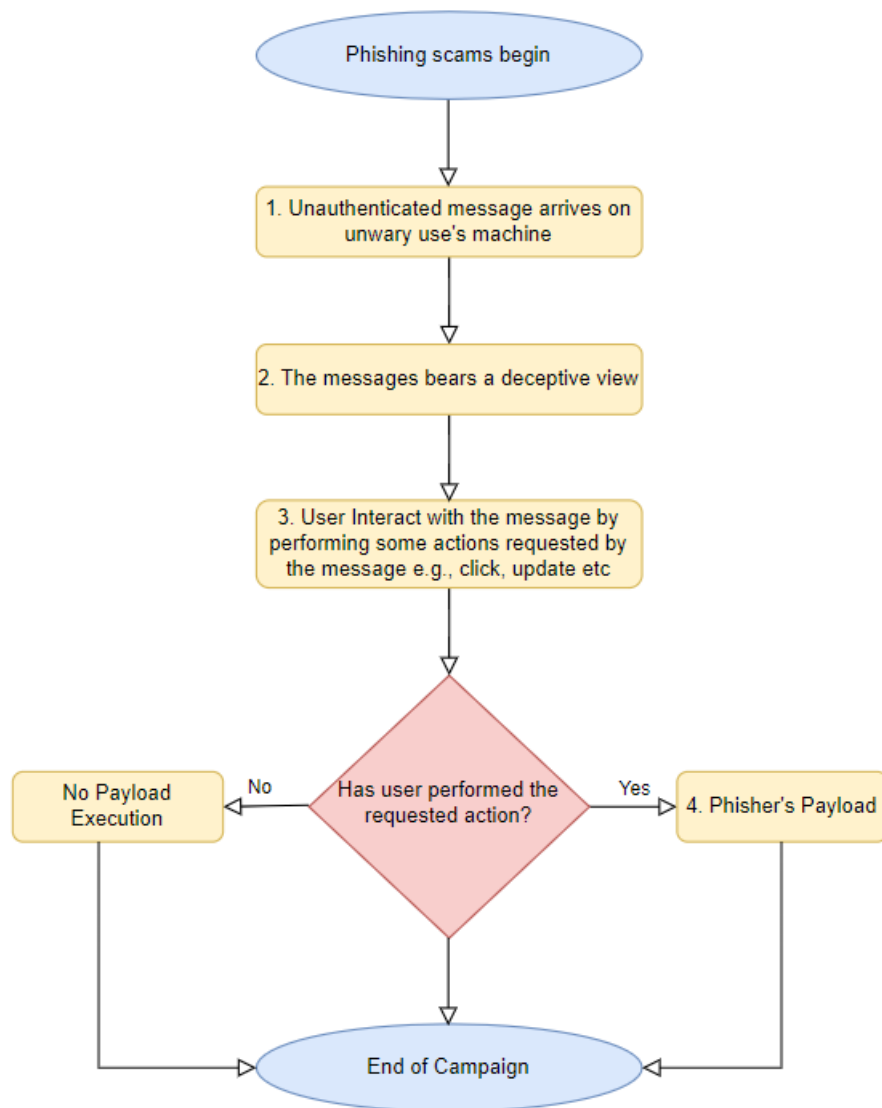 Phishing scams begin
1. Unauthenticated message arrives on
unwary use's machine
2. The messages bears a deceptive view
3. User Interact with the message by
performing some actions requested by
the message e.g., click, update etc
Has user performed the
requested action?
No
No Payload
Execution
Yes
4. Phisher's Payload
End of Campaign